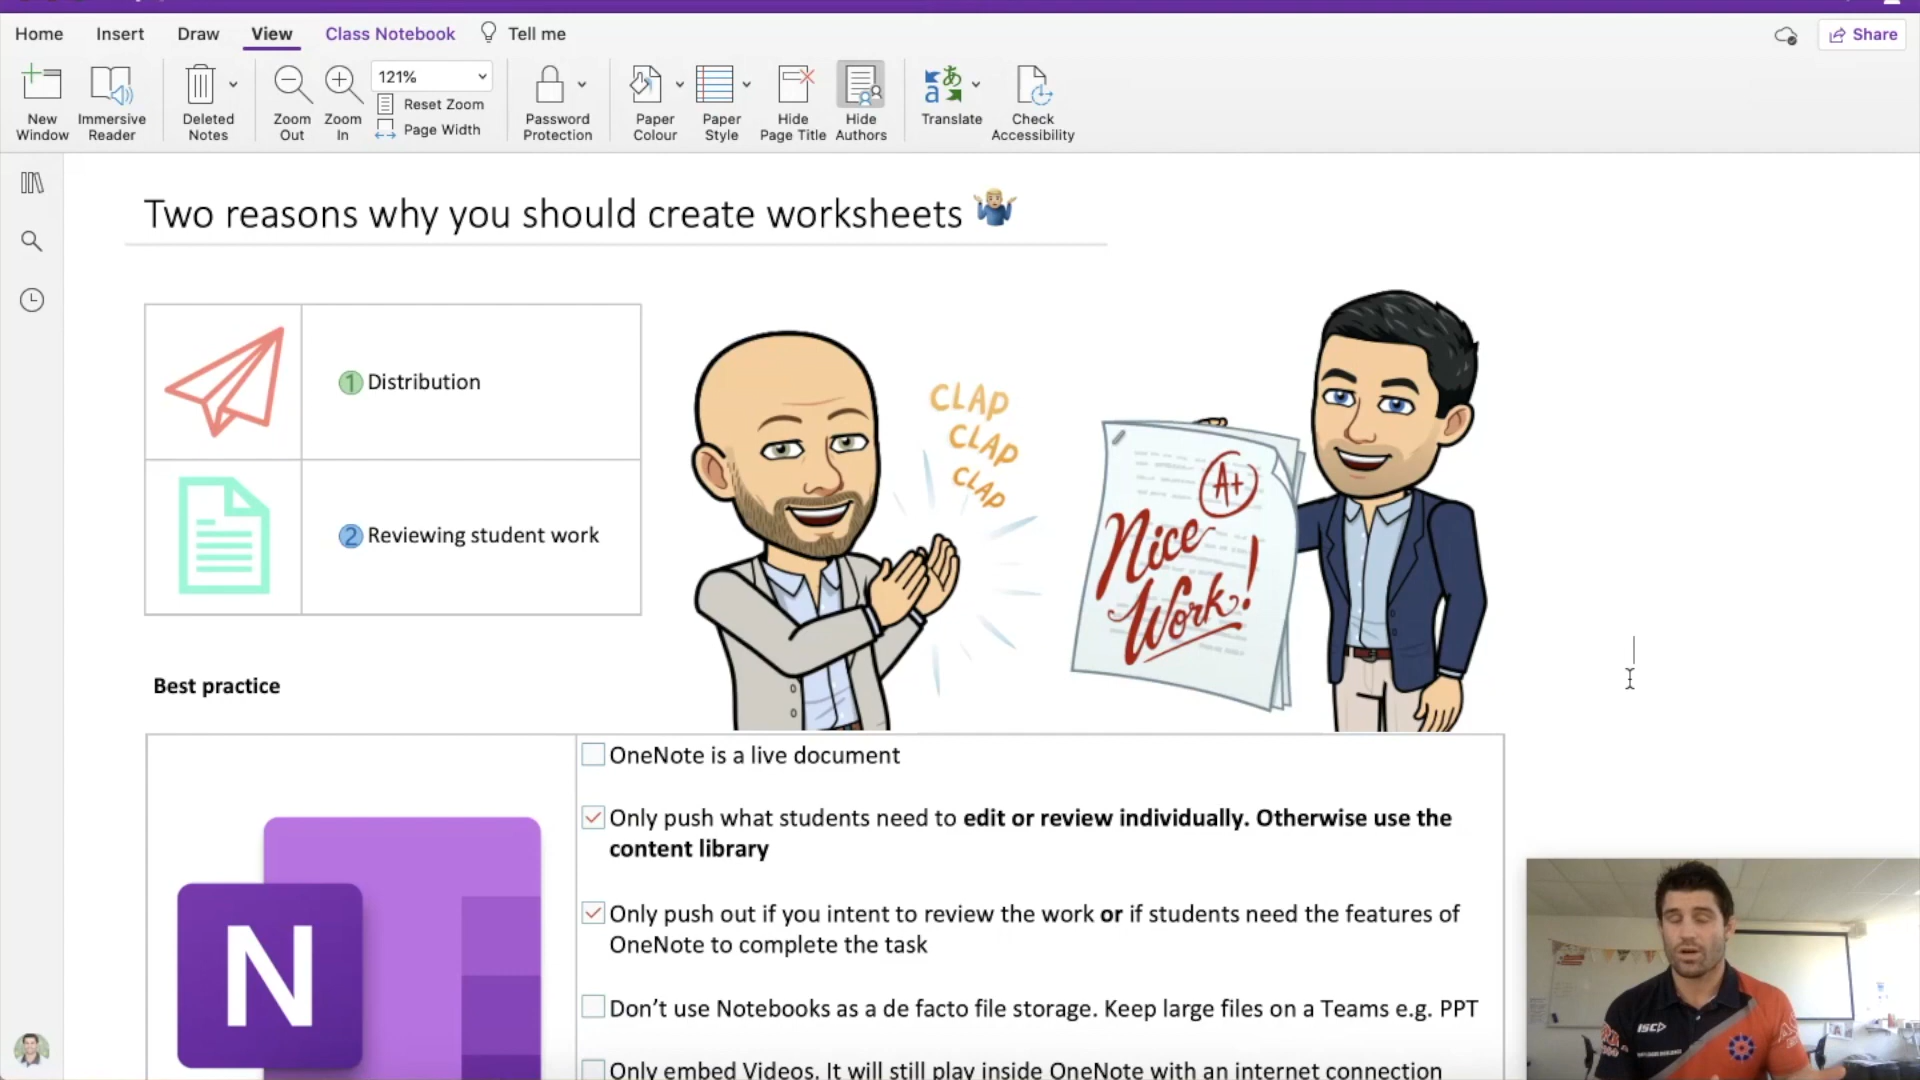 Home Insert Draw View Class Notebook Tell me Share
New Window
Immersive Reader
Deleted Notes
Zoom Out
Zoom In
121%
Reset Zoom
Page Width
Password Protection
Paper Colour
Paper Style
Hide Page Title
Hide Authors
Translate
Check Accessibility
Two reasons why you should create worksheets
1 Distribution
2 Reviewing student work
CLAP
CLAP
CLAP
A+
Nice
Work!
Best practice
OneNote is a live document
Only push what students need to edit or review individually. Otherwise use the
content library
Only push out if you intent to review the work or if students need the features of
OneNote to complete the task
Don’t use Notebooks as a de facto file storage. Keep large files on a Teams e.g. PPT
Only embed Videos. It will still play inside OneNote with an internet connection
N
ISC